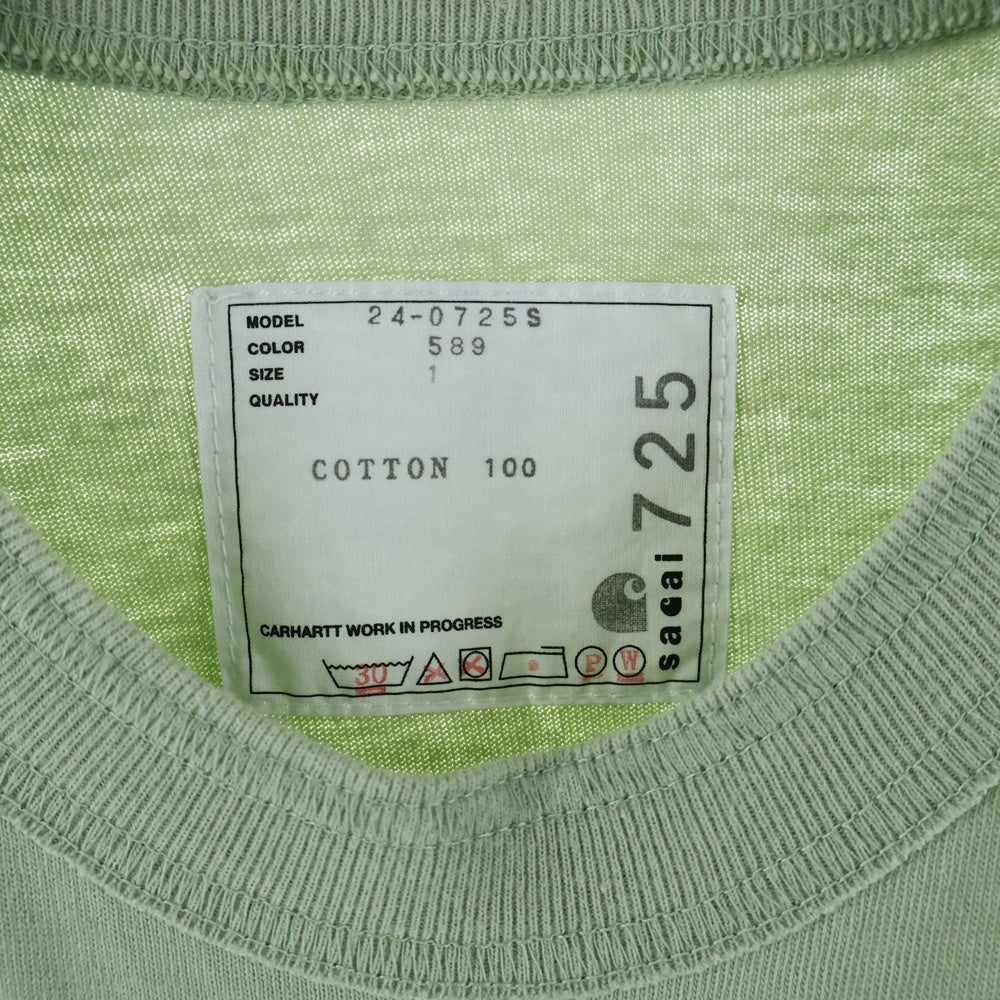 MODEL 24-0725S
COLOR 589
SIZE 1
QUALITY
COTTON 100
CARHARTT WORK IN PROGRESS
30
P
W
sacai 725